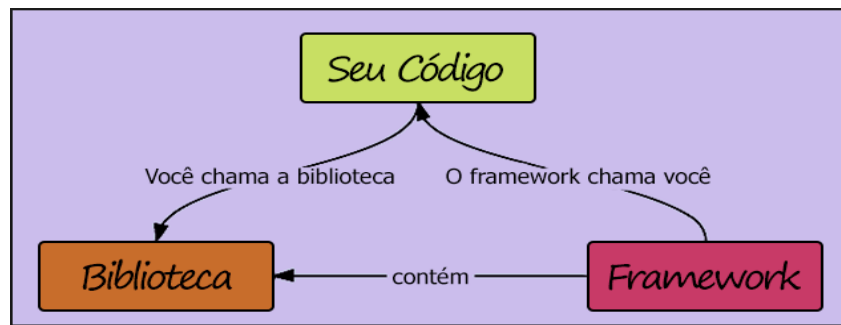 Seu Código
Você chama a biblioteca
O framework chama você
Biblioteca
contém
Framework